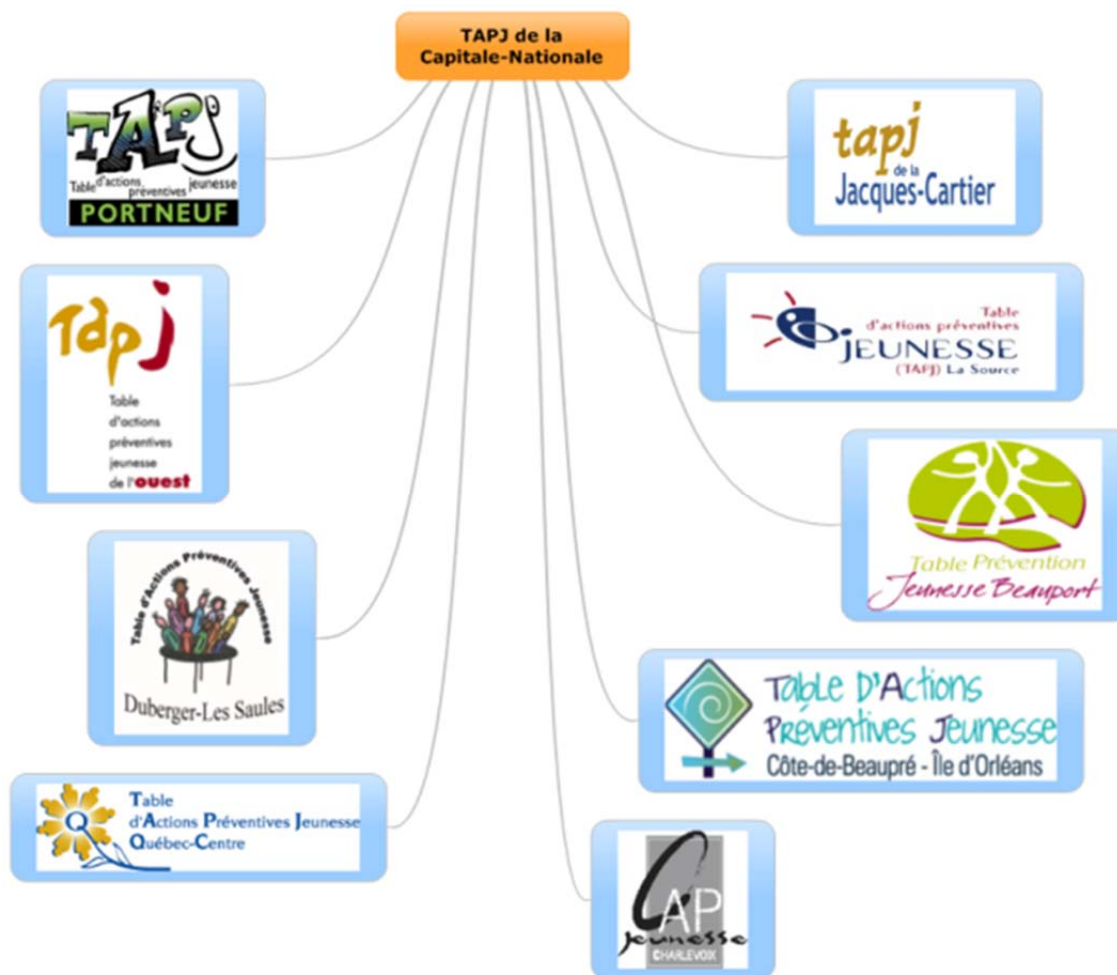 TAPJ de la
Capitale-Nationale
TAPJ
Table d'actions préventives jeunesse
PORTNEUF
tapj
de la
Jacques-Cartier
Tapj
Table
d'actions
préventives
jeunesse
de l'ouest
Table
d'actions préventives
JEUNESSE
(TAPJ) La Source
Table Prévention
Jeunesse Beauport
Table d'Actions Préventives Jeunesse
Duberger-Les Saules
Table D'Actions
Préventives Jeunesse
Côte-de-Beaupré - Île d'Orléans
Q
Table
d'Actions Préventives Jeunesse
Québec-Centre
CAP
jeunesse
CHARLEVOIX